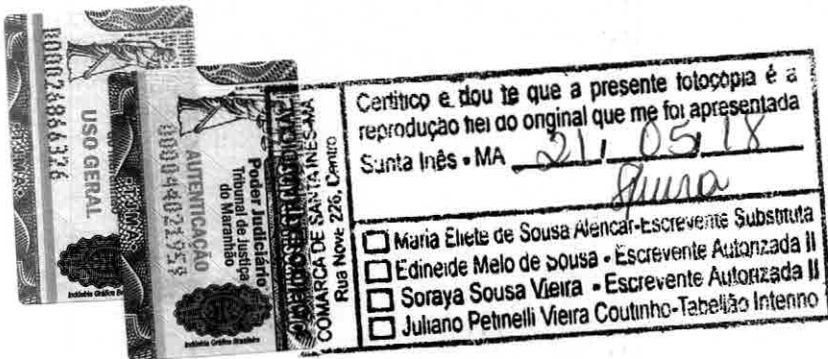 USO GERAL
Poder Judiciário
Tribunal de Justiça
do Maranhão
AUTENTICAÇÃO
COMARCA DE SANTA INÊS-MA
Rua Nove 226, Centro
Certifico e dou fe que a presente fotocópia é a
reprodução fiel do original que me foi apresentada
Santa Inês - MA 21, 05, 18
Maria Eliete de Sousa Alencar-Escrevente Substituta
Edineide Melo de Sousa - Escrevente Autorizada II
Soraya Sousa Vieira - Escrevente Autorizada II
Juliano Petinelli Vieira Coutinho-Tabelião Interino